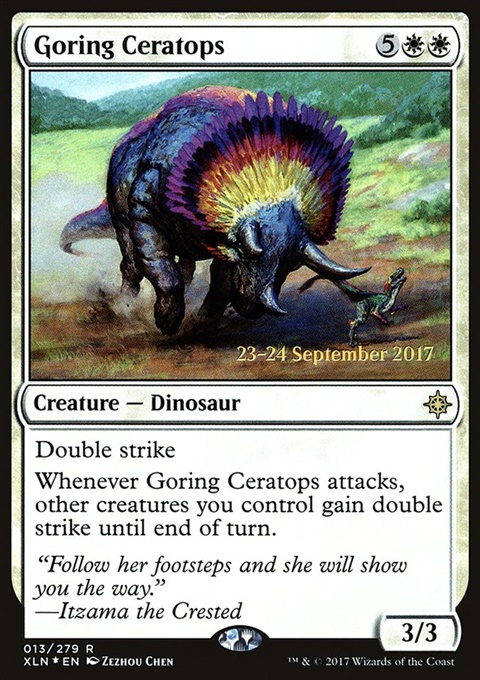 Goring Ceratops 5
23-24 September 2017
Creature — Dinosaur
Double strike
Whenever Goring Ceratops attacks,
other creatures you control gain double
strike until end of turn.
“Follow her footsteps and she will show
you the way.”
—Itzama the Crested
3/3
013/279 R
XLN ★ EN Zezhou Chen
™ & © 2017 Wizards of the Coast